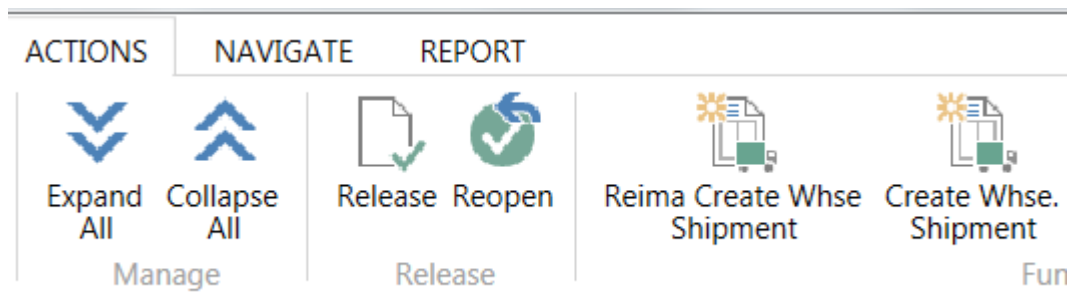 ACTIONS NAVIGATE REPORT
Expand All
Collapse All
Release
Reopen
Reima Create Whse Shipment
Create Whse. Shipment
Manage
Release